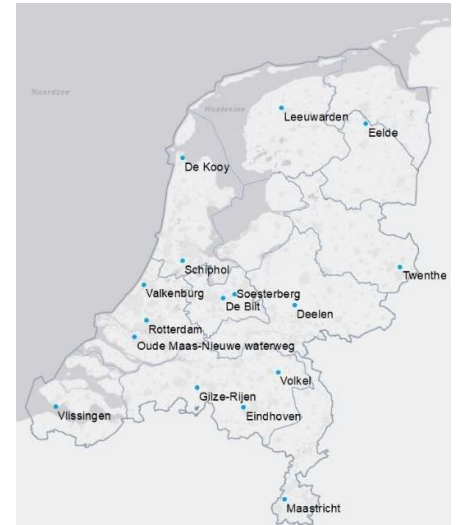 Noordzee
Waddenzee
Leeuwarden
Eelde
De Kooy
Schiphol
Twenthe
Valkenburg
Soesterberg
De Bilt
Deelen
Rotterdam
Oude Maas-Nieuwe waterweg
Volkel
Gilze-Rijen
Vlissingen
Eindhoven
Maastricht